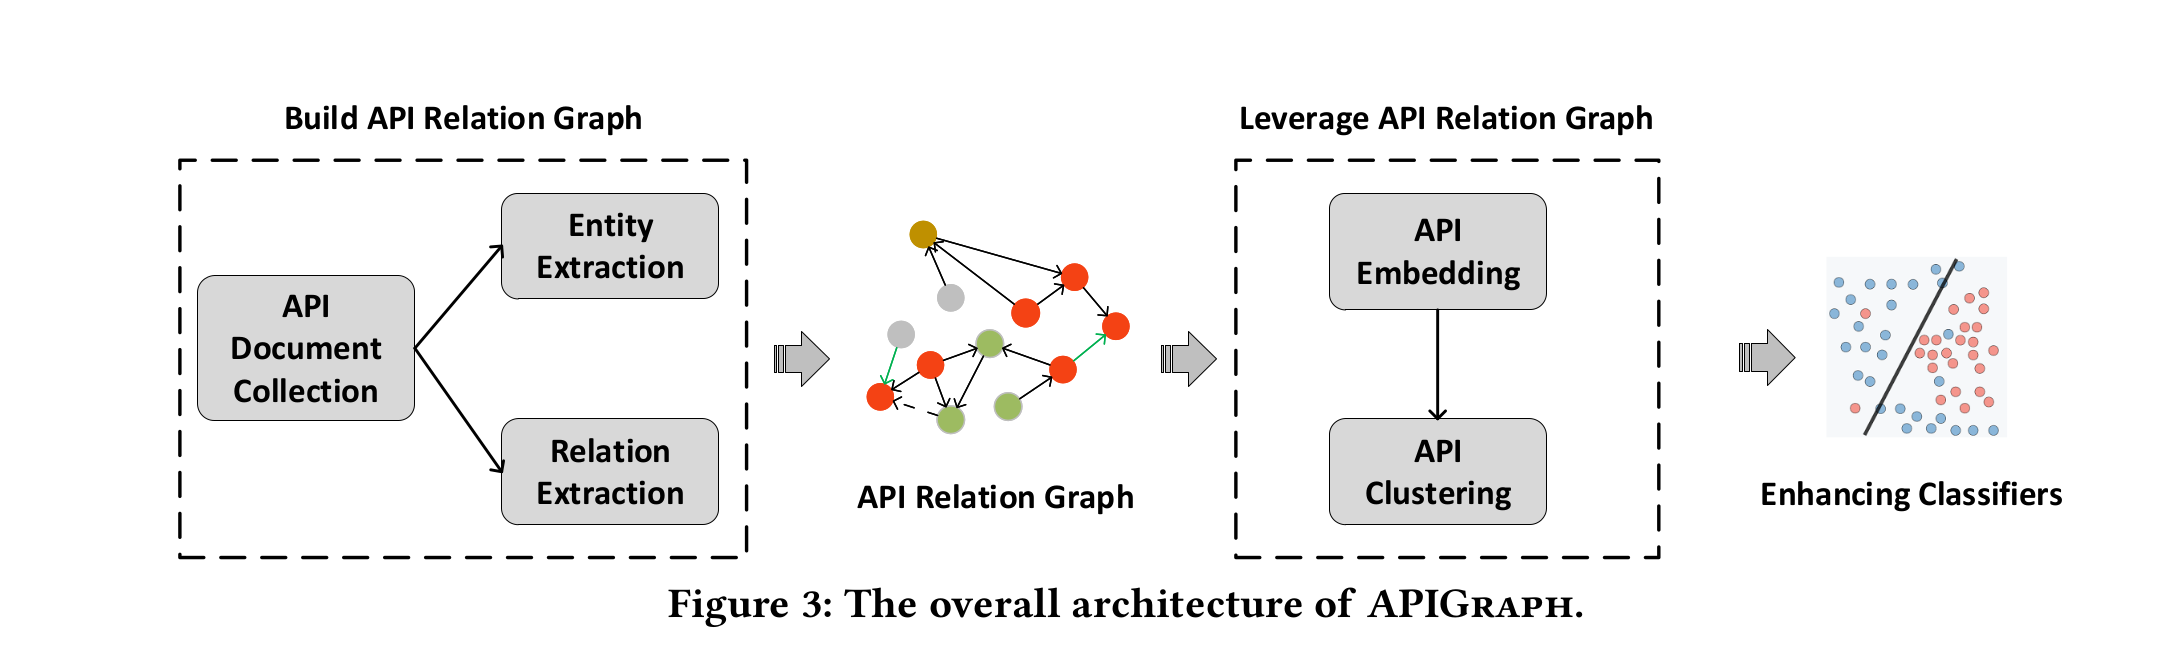 Build API Relation Graph
API
Document
Collection
Entity
Extraction
Relation
Extraction
API Relation Graph
Leverage API Relation Graph
API
Embedding
API
Clustering
Enhancing Classifiers
Figure 3: The overall architecture of APIGRAPH.